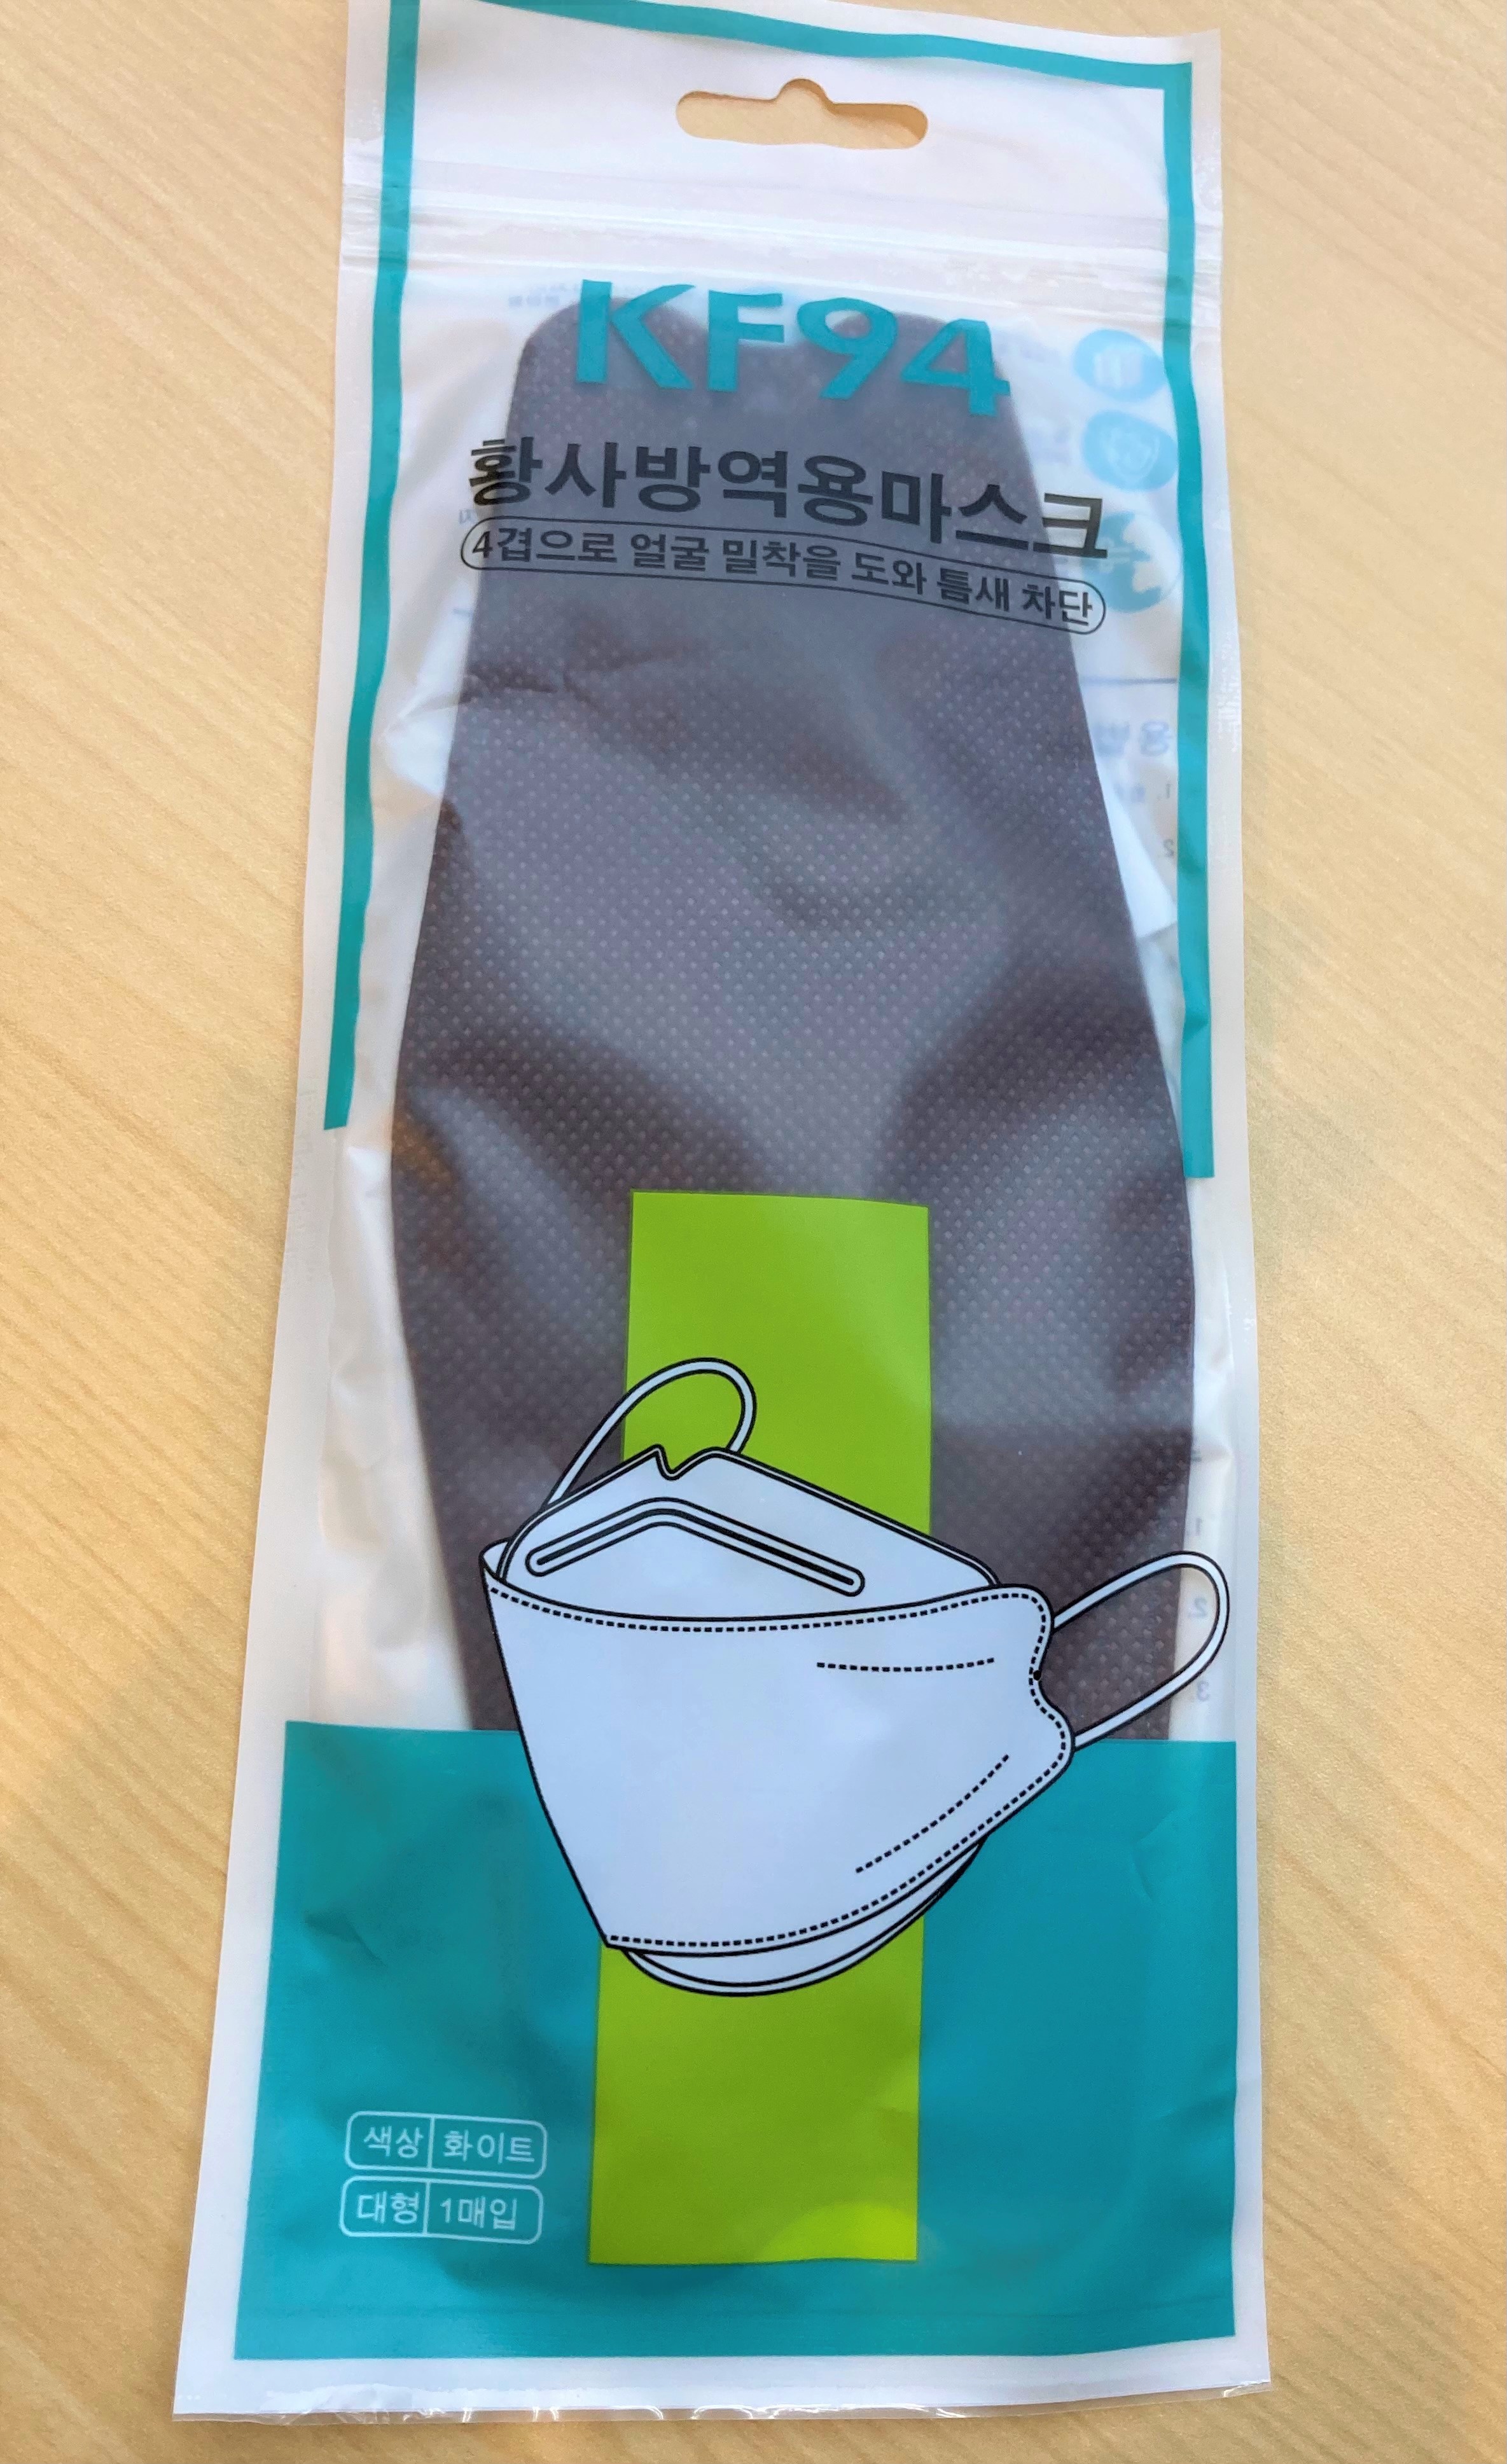 KF94
황사방역용마스크
4겹으로 얼굴 밀착을 도와 틈새 차단
색상 화이트
대형 1매입